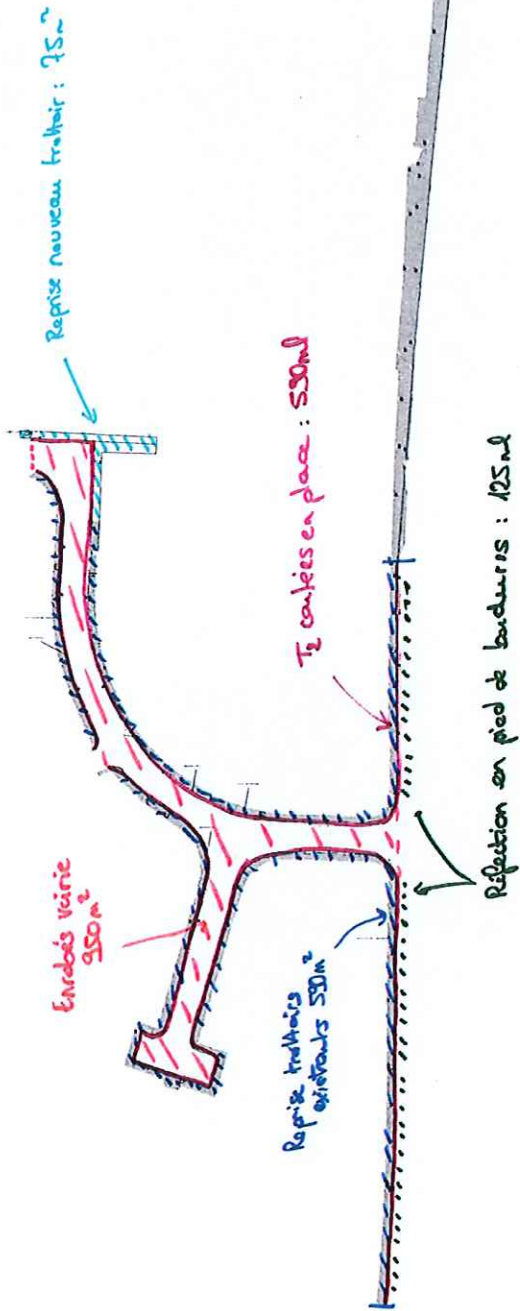 Reprise nouveau trottoir : 75m²
Enrobés voirie
950m²
T2 coulées en place : 530ml
Reprise trottoirs
existants 530m²
Réfection en pied de bordures : 125ml